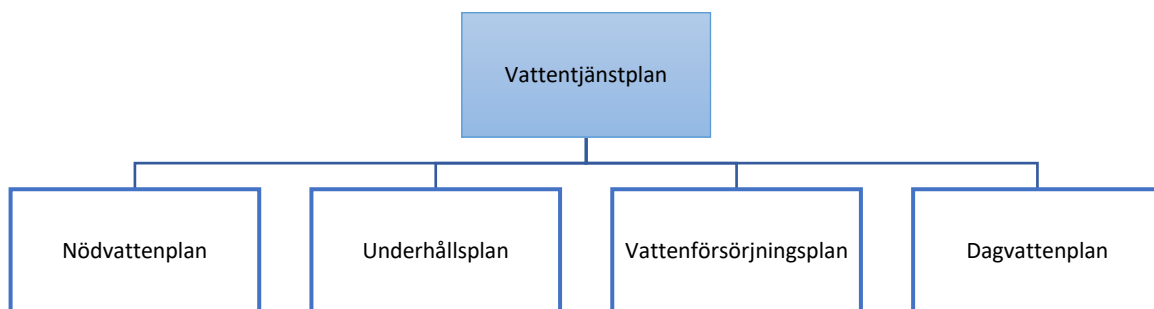 Vattentjänstplan
Nödvattenplan
Underhållsplan
Vattenförsörjningsplan
Dagvattenplan